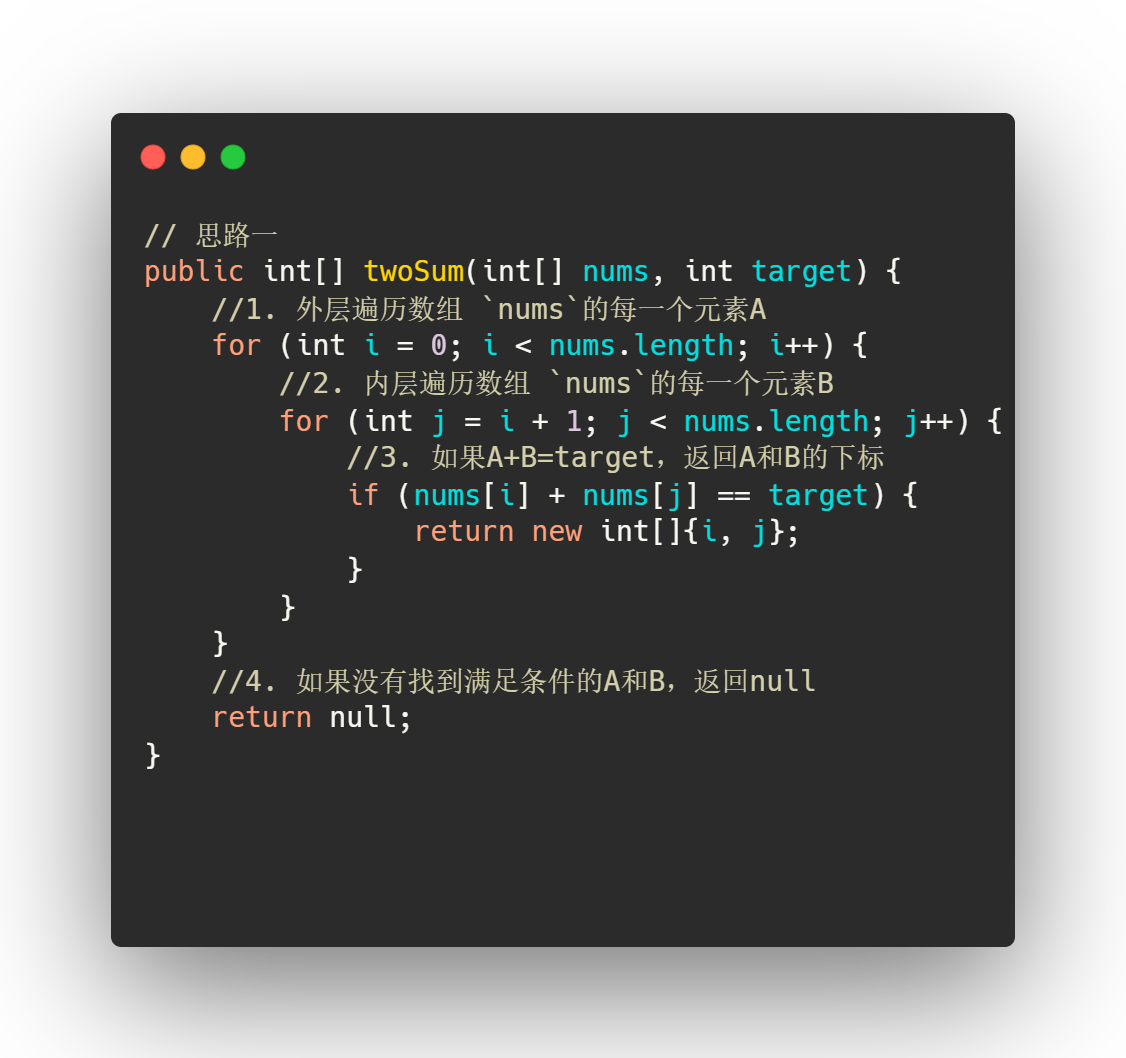 // 思路一
public int[] twoSum(int[] nums, int target) {
    //1. 外层遍历数组 `nums`的每一个元素A
    for (int i = 0; i < nums.length; i++) {
        //2. 内层遍历数组 `nums`的每一个元素B
        for (int j = i + 1; j < nums.length; j++) {
            //3. 如果A+B=target，返回A和B的下标
            if (nums[i] + nums[j] == target) {
                return new int[]{i, j};
            }
        }
    }
    //4. 如果没有找到满足条件的A和B，返回null
    return null;
}